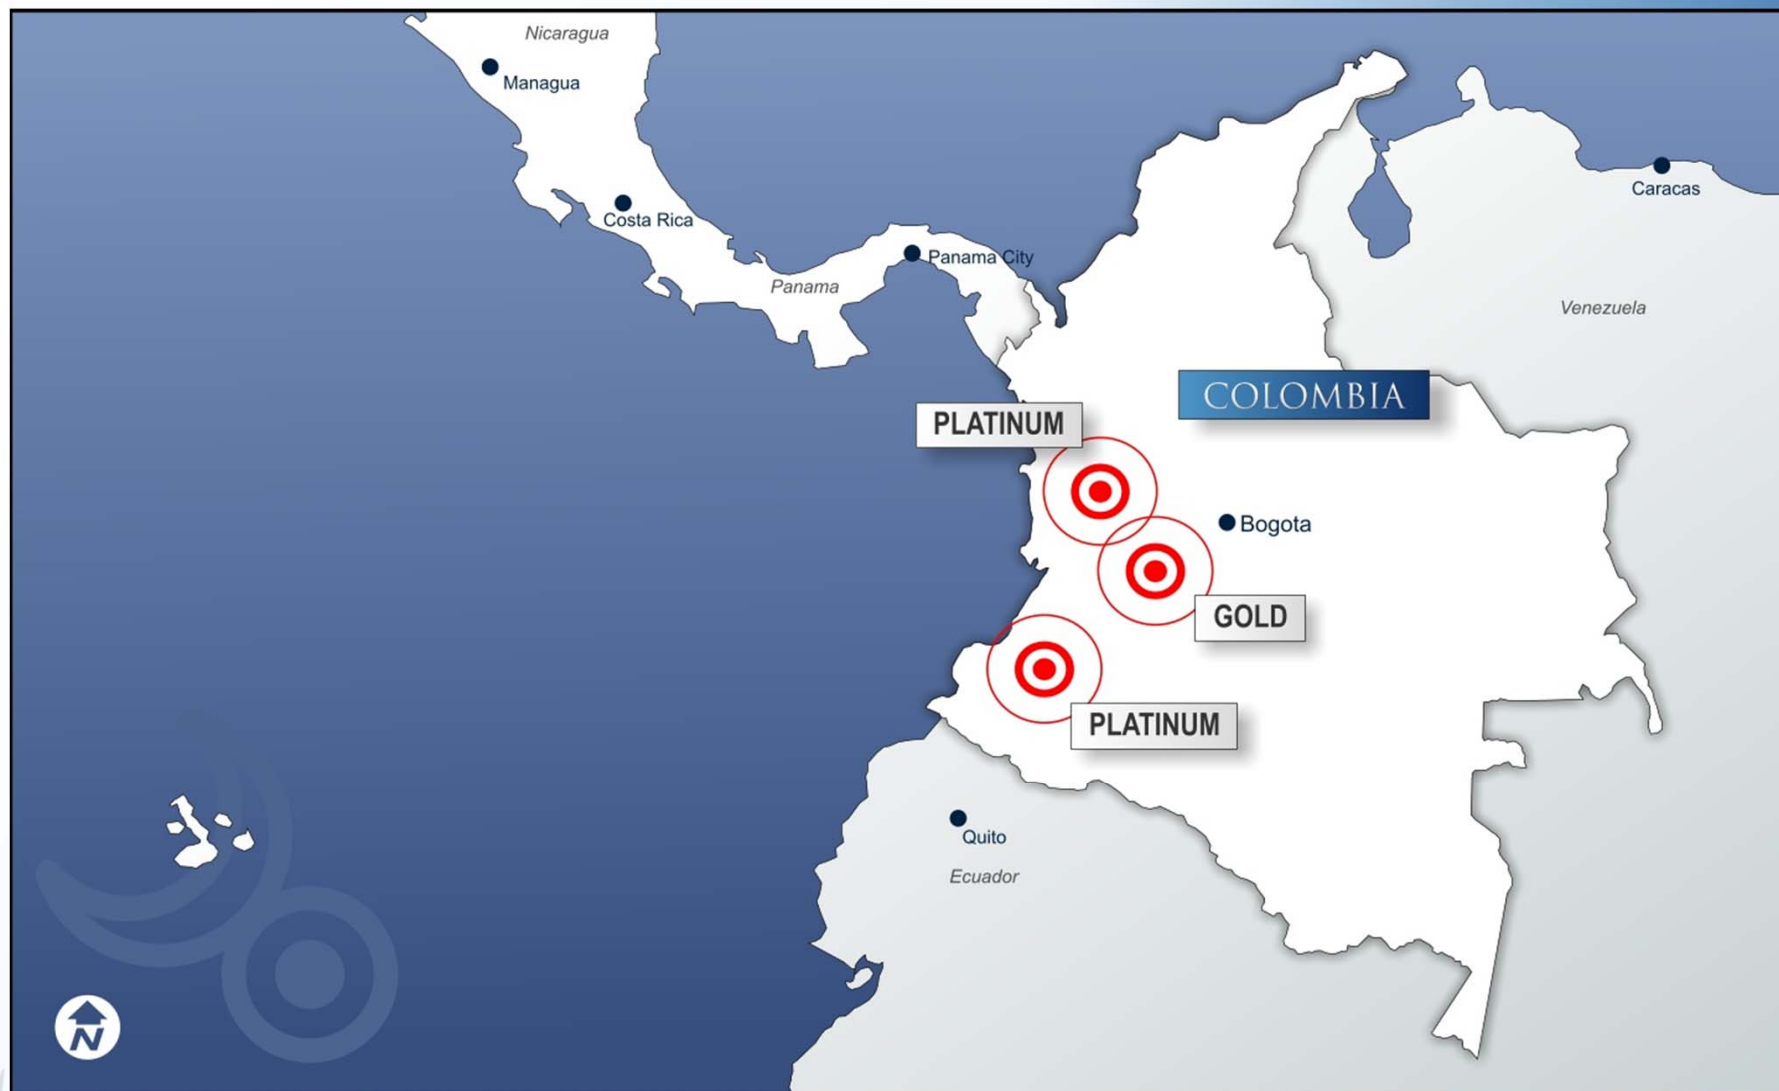 Nicaragua
Managua
Caracas
Costa Rica
Panama City
Panama
Venezuela
COLOMBIA
PLATINUM
Bogota
GOLD
PLATINUM
Quito
Ecuador
N